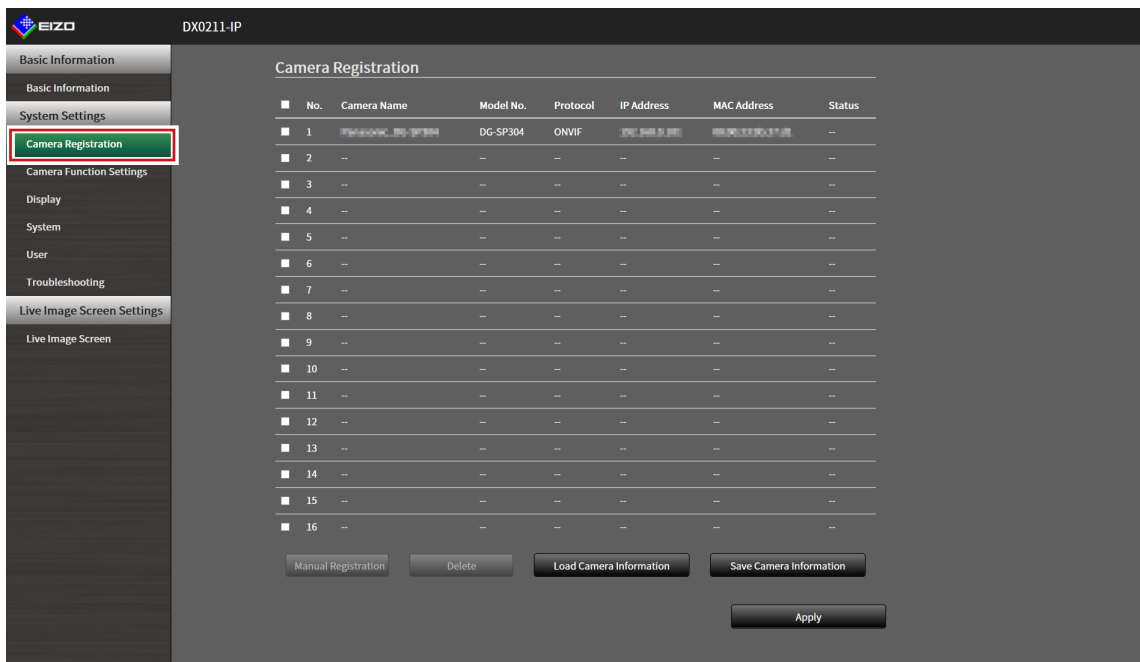 EIZO DX0211-IP
Basic Information
Basic Information
System Settings
Camera Registration
Camera Function Settings
Display
System
User
Troubleshooting
Live Image Screen Settings
Live Image Screen
Camera Registration
No. Camera Name Model No. Protocol IP Address MAC Address Status
1 DG-SP304 ONVIF --
2 -- -- -- -- -- --
3 -- -- -- -- -- --
4 -- -- -- -- -- --
5 -- -- -- -- -- --
6 -- -- -- -- -- --
7 -- -- -- -- -- --
8 -- -- -- -- -- --
9 -- -- -- -- -- --
10 -- -- -- -- -- --
11 -- -- -- -- -- --
12 -- -- -- -- -- --
13 -- -- -- -- -- --
14 -- -- -- -- -- --
15 -- -- -- -- -- --
16 -- -- -- -- -- --
Manual Registration Delete Load Camera Information Save Camera Information
Apply